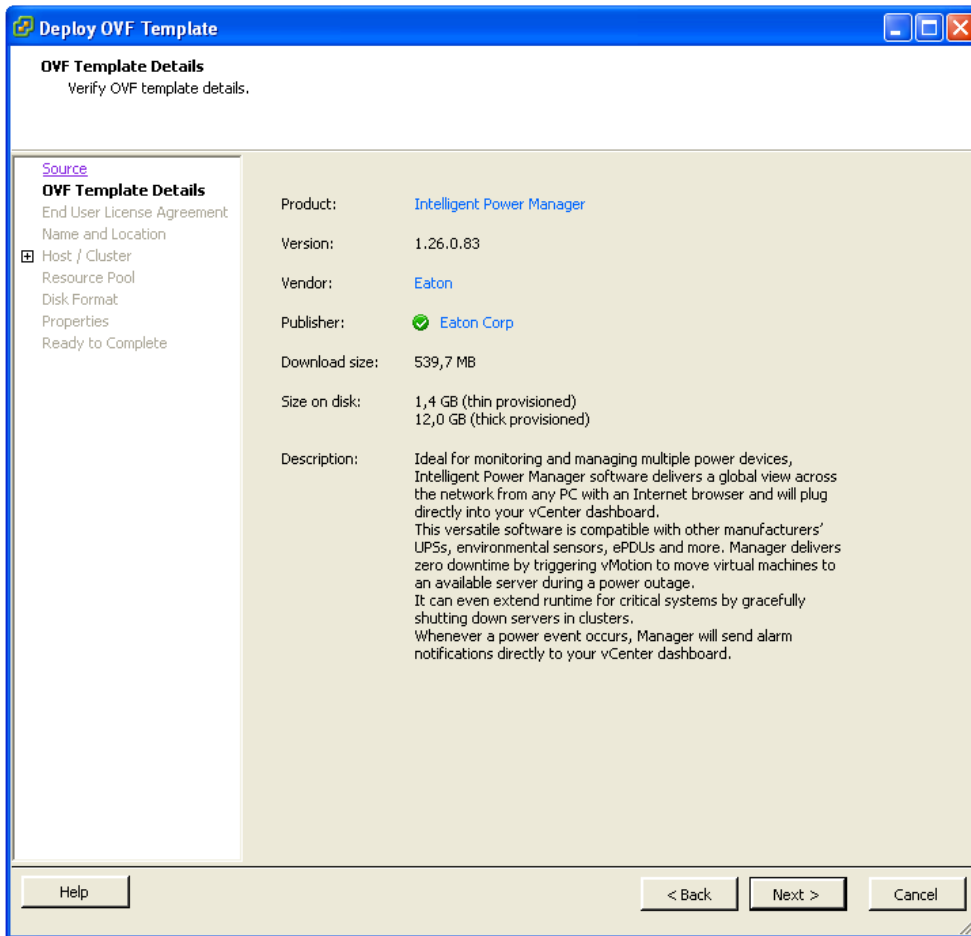 Deploy OVF Template
OVF Template Details
Verify OVF template details.
Source
OVF Template Details
End User License Agreement
Name and Location
Host / Cluster
Resource Pool
Disk Format
Properties
Ready to Complete
Product: Intelligent Power Manager
Version: 1.26.0.83
Vendor: Eaton
Publisher: Eaton Corp
Download size: 539,7 MB
Size on disk: 1,4 GB (thin provisioned)
12,0 GB (thick provisioned)
Description: Ideal for monitoring and managing multiple power devices,
Intelligent Power Manager software delivers a global view across
the network from any PC with an Internet browser and will plug
directly into your vCenter dashboard.
This versatile software is compatible with other manufacturers’
UPSs, environmental sensors, ePDUs and more. Manager delivers
zero downtime by triggering vMotion to move virtual machines to
an available server during a power outage.
It can even extend runtime for critical systems by gracefully
shutting down servers in clusters.
Whenever a power event occurs, Manager will send alarm
notifications directly to your vCenter dashboard.
Help
< Back
Next >
Cancel